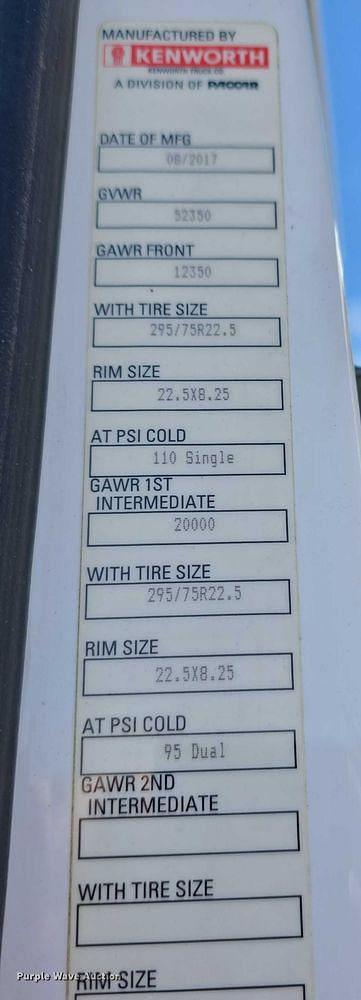 MANUFACTURED BY
KENWORTH
KENWORTH TRUCK CO.
A DIVISION OF PACCAR
DATE OF MFG
08/2017
GVWR
52350
GAWR FRONT
12350
WITH TIRE SIZE
295/75R22.5
RIM SIZE
22.5X8.25
AT PSI COLD
110 Single
GAWR 1ST
INTERMEDIATE
20000
WITH TIRE SIZE
295/75R22.5
RIM SIZE
22.5X8.25
AT PSI COLD
95 Dual
GAWR 2ND
INTERMEDIATE
WITH TIRE SIZE
RIM SIZE
Purple Wave Auction